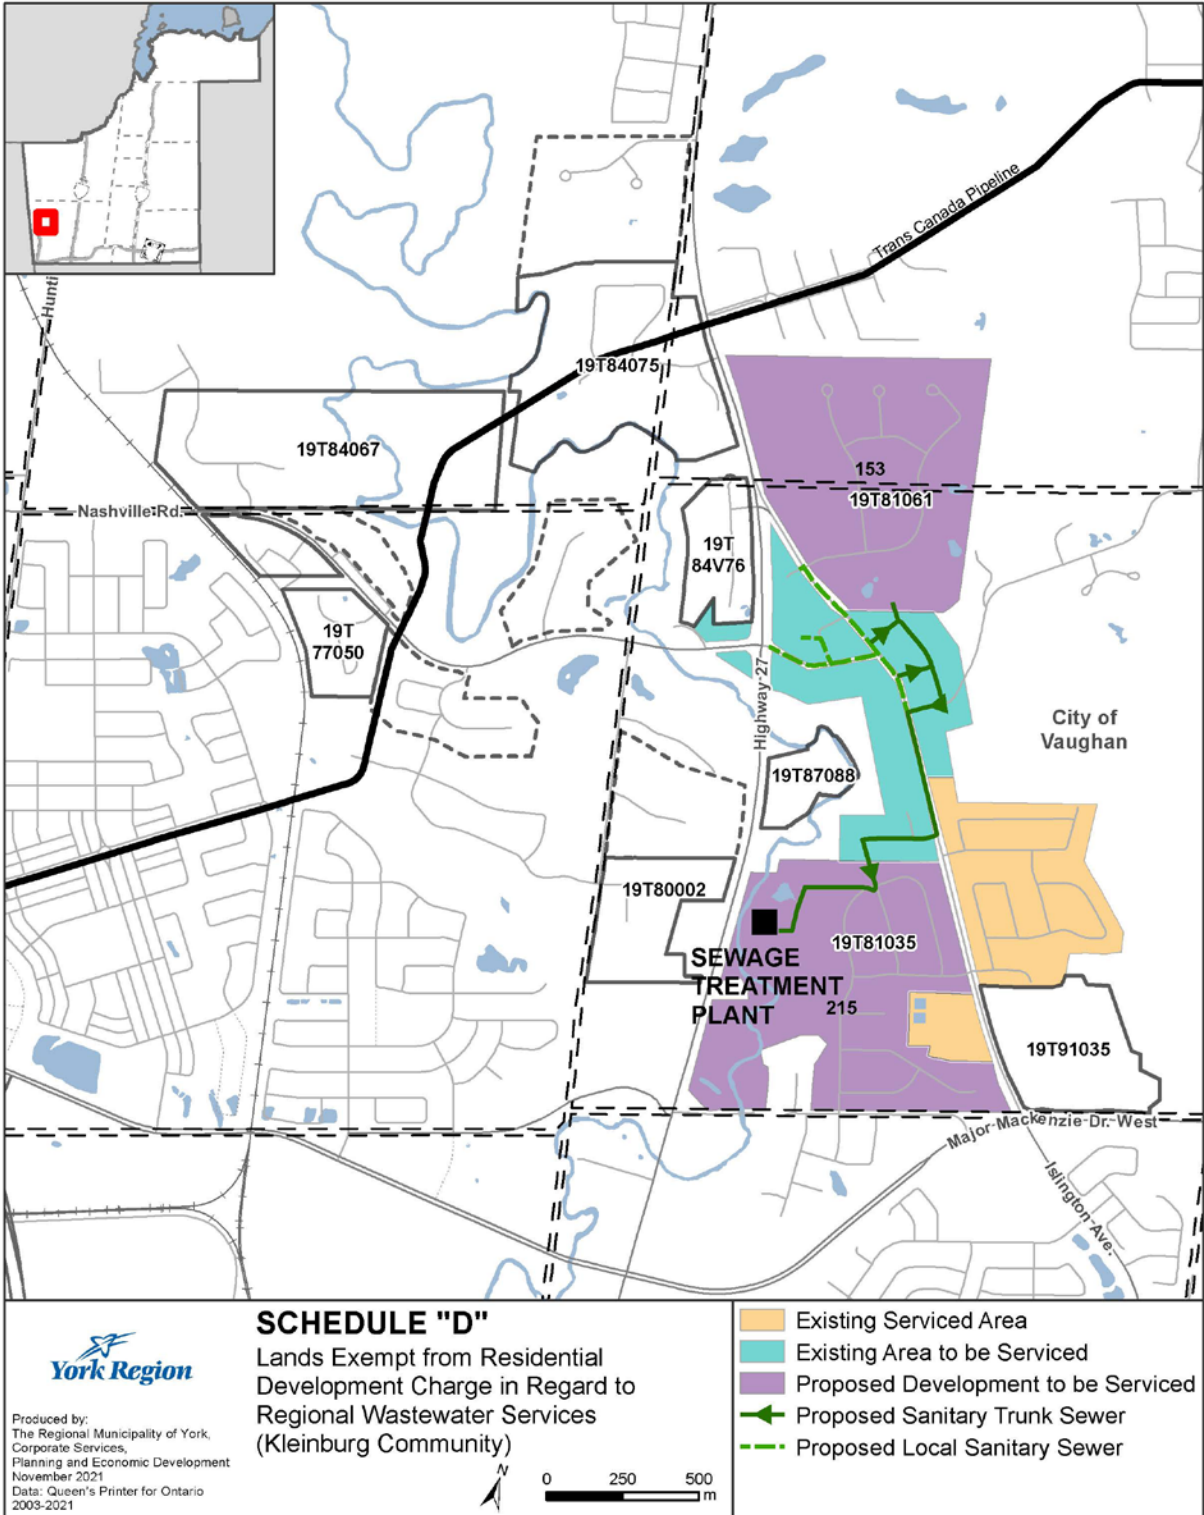 Hunti
Trans Canada Pipeline
19T84075
19T84067
153
19T81061
Nashville Rd.
19T
84V76
19T
77050
Highway 27
City of
Vaughan
19T87088
19T80002
19T81035
SEWAGE
TREATMENT
PLANT
215
19T91035
Major Mackenzie Dr. West
Islington Ave.
York Region
Produced by:
The Regional Municipality of York,
Corporate Services,
Planning and Economic Development
November 2021
Data: Queen's Printer for Ontario
2003-2021
SCHEDULE "D"
Lands Exempt from Residential
Development Charge in Regard to
Regional Wastewater Services
(Kleinburg Community)
N
0 250 500
m
Existing Serviced Area
Existing Area to be Serviced
Proposed Development to be Serviced
Proposed Sanitary Trunk Sewer
Proposed Local Sanitary Sewer